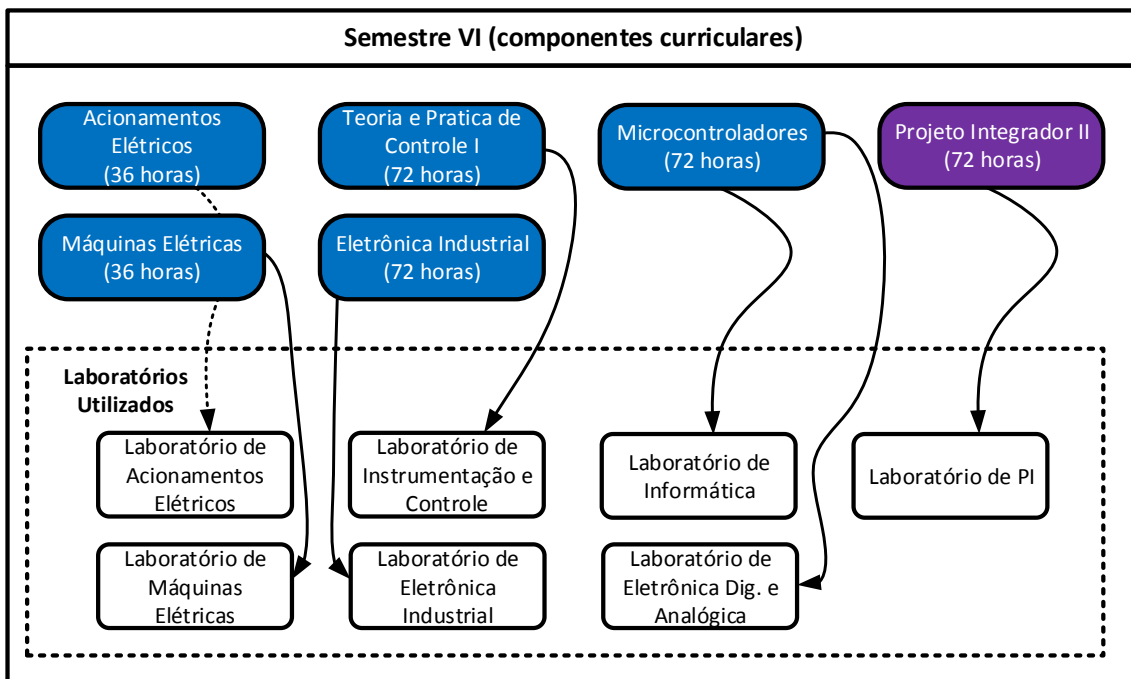 Semestre VI (componentes curriculares)
Acionamentos
Elétricos
(36 horas)
Teoria e Pratica de
Controle I
(72 horas)
Microcontroladores
(72 horas)
Projeto Integrador II
(72 horas)
Máquinas Elétricas
(36 horas)
Eletrônica Industrial
(72 horas)
Laboratórios
Utilizados
Laboratório de
Acionamentos
Elétricos
Laboratório de
Instrumentação e
Controle
Laboratório de
Informática
Laboratório de PI
Laboratório de
Máquinas
Elétricas
Laboratório de
Eletrônica
Industrial
Laboratório de
Eletrônica Dig. e
Analógica